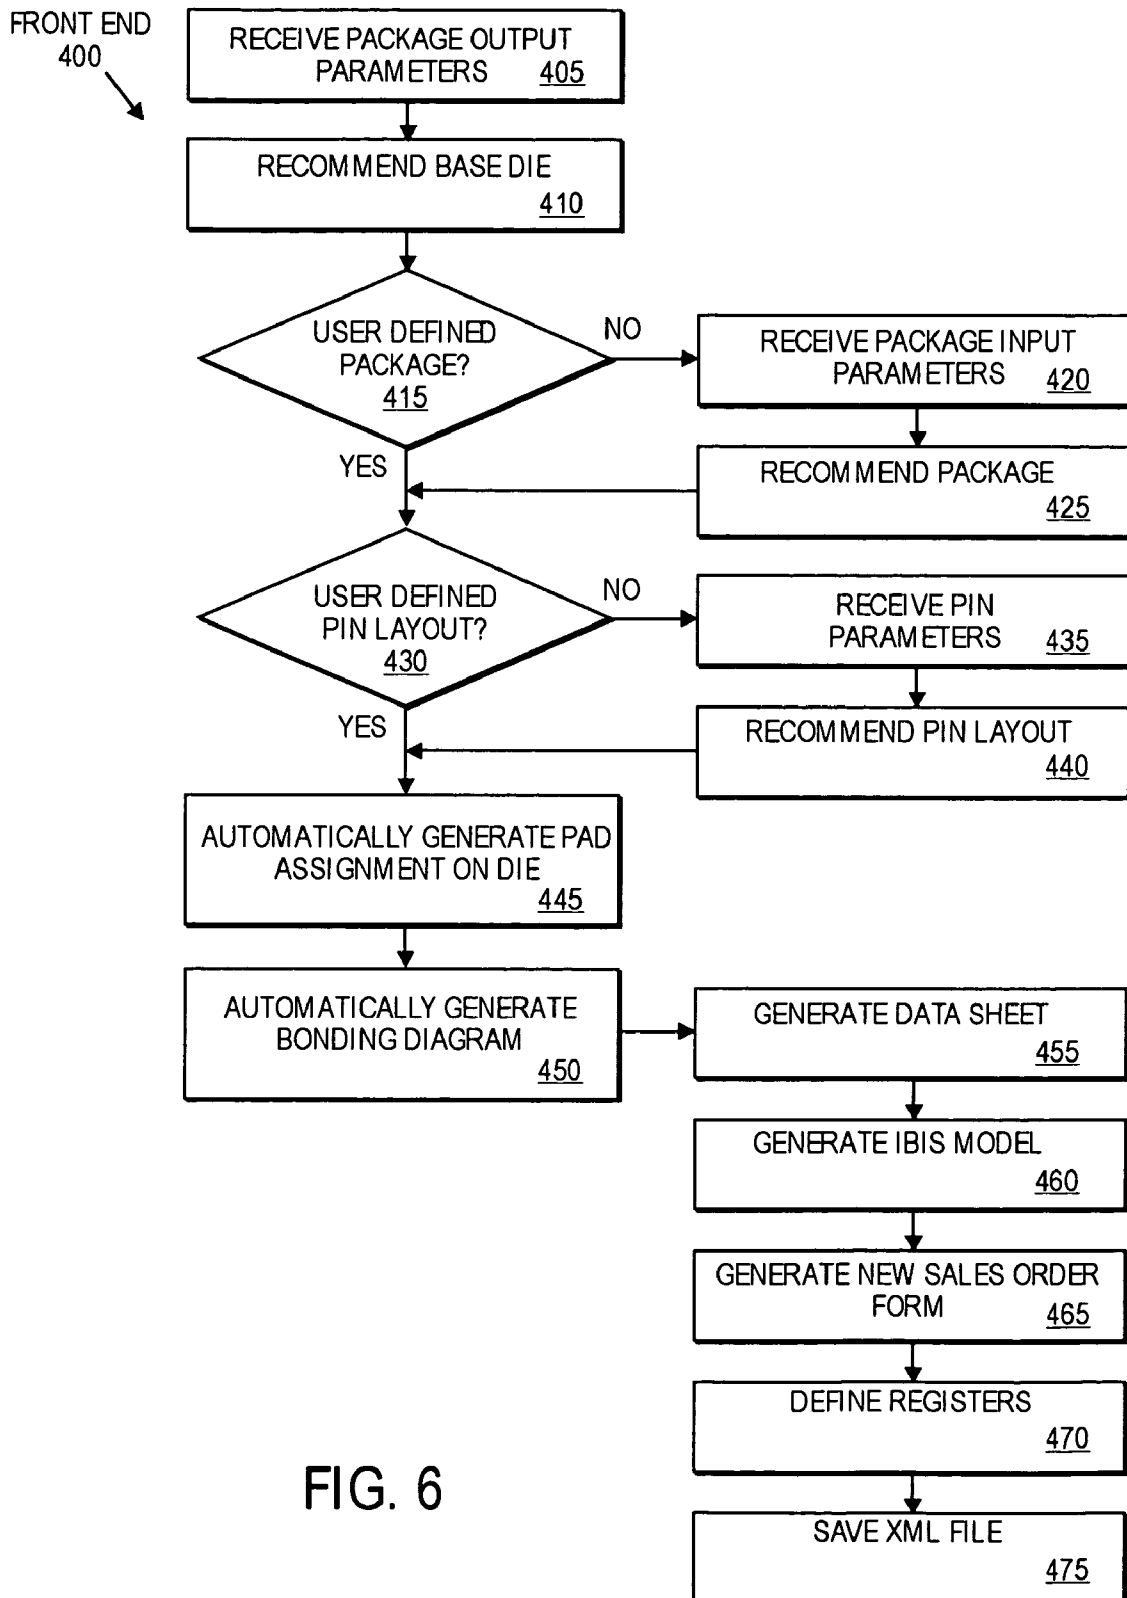 FRONT END
400
RECEIVE PACKAGE OUTPUT
PARAMETERS 405
RECOMMEND BASE DIE
410
USER DEFINED
PACKAGE?
415
NO
YES
RECEIVE PACKAGE INPUT
PARAMETERS 420
RECOMMEND PACKAGE
425
USER DEFINED
PIN LAYOUT?
430
NO
YES
RECEIVE PIN
PARAMETERS 435
RECOMMEND PIN LAYOUT
440
AUTOMATICALLY GENERATE PAD
ASSIGNMENT ON DIE
445
AUTOMATICALLY GENERATE
BONDING DIAGRAM
450
GENERATE DATA SHEET
455
GENERATE IBIS MODEL
460
GENERATE NEW SALES ORDER
FORM 465
DEFINE REGISTERS
470
SAVE XML FILE
475
FIG. 6